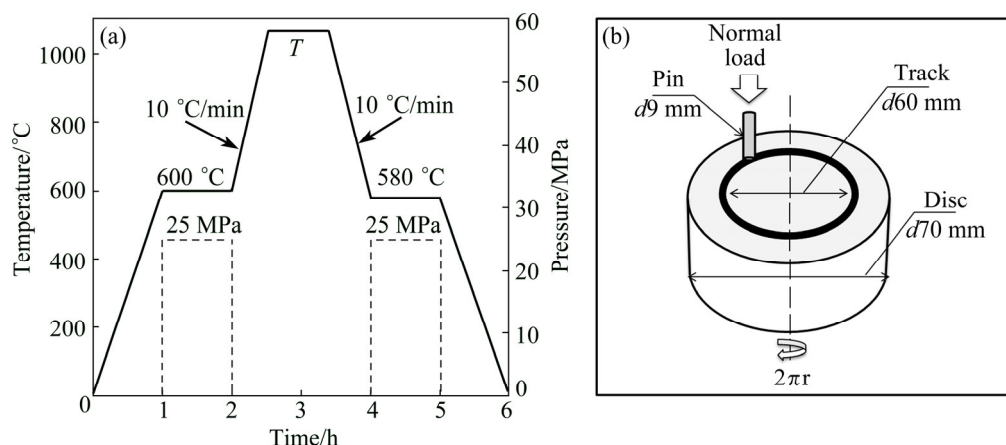 (a)
Temperature/°C
1000
800
600
400
200
0
T
10 °C/min
10 °C/min
600 °C
580 °C
25 MPa
25 MPa
60
50
40
30
20
10
0
Pressure/MPa
1
2
3
4
5
6
Time/h
(b)
Normal
load
Pin
d9 mm
Track
d60 mm
Disc
d70 mm
2πr